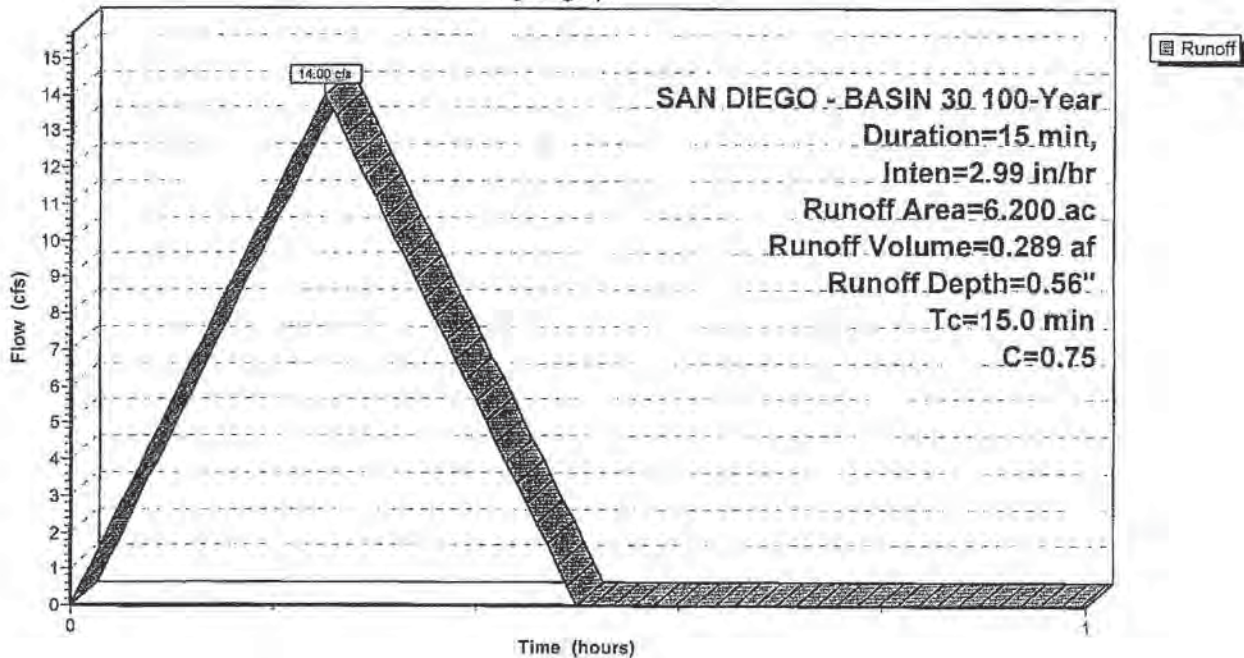 14.00 cfs
Runoff
SAN DIEGO - BASIN 30 100-Year
Duration=15 min,
Inten=2.99 in/hr
Runoff Area=6.200 ac
Runoff Volume=0.289 af
Runoff Depth=0.56"
Tc=15.0 min
C=0.75
15
14
13
12
11
10
9
8
7
6
5
4
3
2
1
0
Flow (cfs)
0
1
Time (hours)